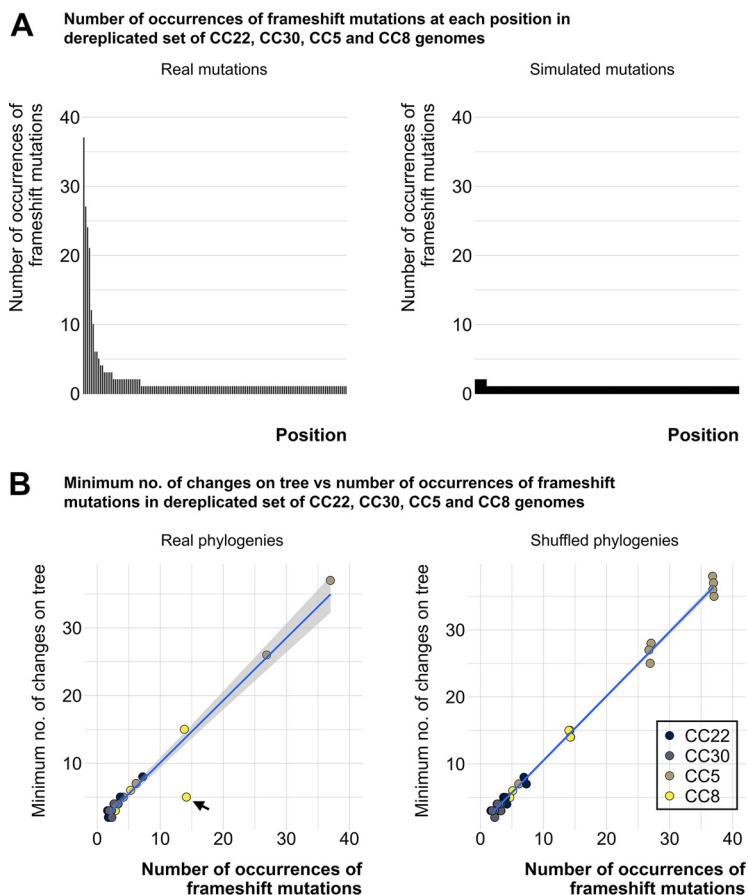 A
Number of occurrences of frameshift mutations at each position in
dereplicated set of CC22, CC30, CC5 and CC8 genomes
Real mutations
Number of occurrences of
frameshift mutations
40
30
20
10
0
Position
Simulated mutations
Number of occurrences of
frameshift mutations
40
30
20
10
0
Position
B
Minimum no. of changes on tree vs number of occurrences of frameshift
mutations in dereplicated set of CC22, CC30, CC5 and CC8 genomes
Real phylogenies
Minimum no. of changes on tree
30
20
10
0 10 20 30 40
Number of occurrences of
frameshift mutations
Shuffled phylogenies
Minimum no. of changes on tree
30
20
10
CC22
CC30
CC5
CC8
0 10 20 30 40
Number of occurrences of
frameshift mutations